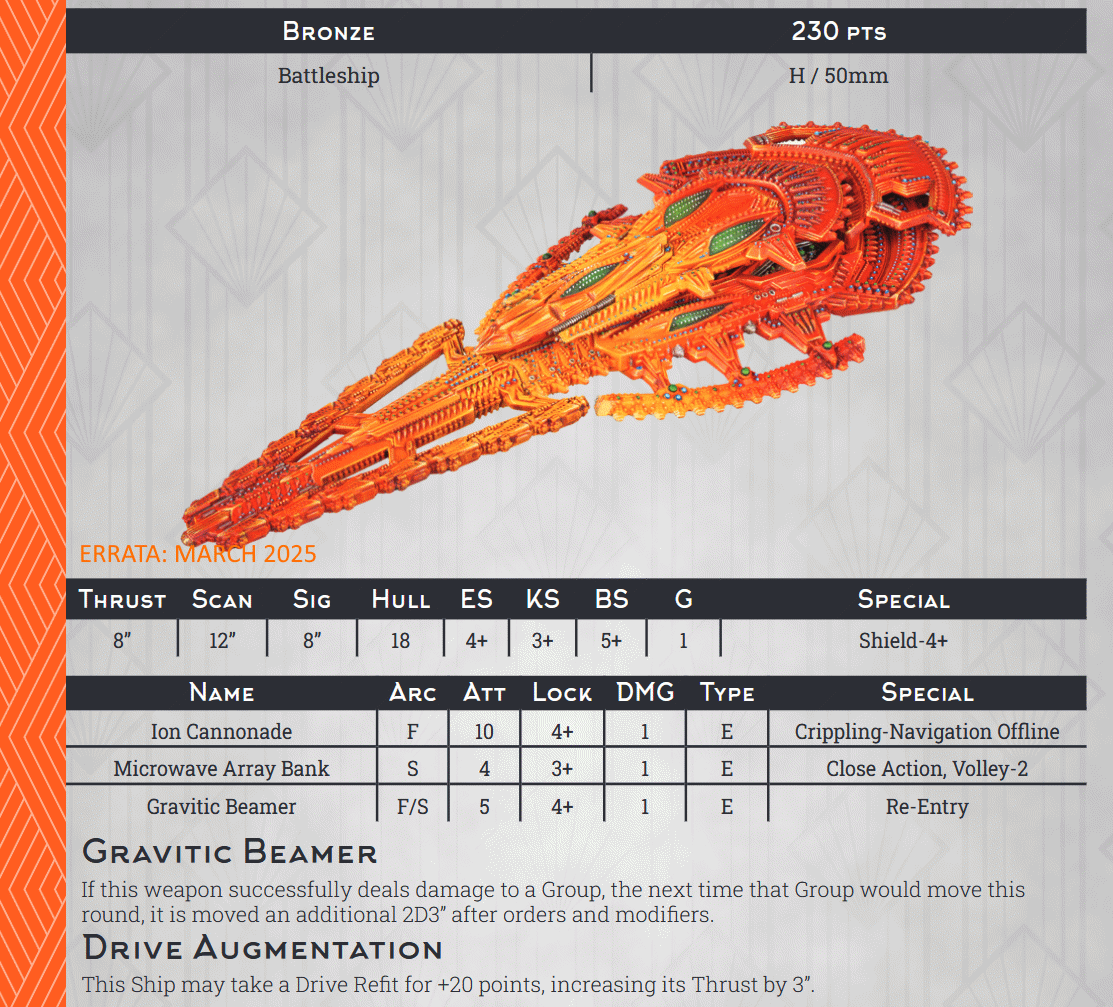 Bronze 230 pts
Battleship H / 50mm
ERRATA: MARCH 2025
Thrust Scan Sig Hull ES KS BS G Special
8” 12” 8” 18 4+ 3+ 5+ 1 Shield-4+
Name Arc Att Lock DMG Type Special
Ion Cannonade F 10 4+ 1 E Crippling-Navigation Offline
Microwave Array Bank S 4 3+ 1 E Close Action, Volley-2
Gravitic Beamer F/S 5 4+ 1 E Re-Entry
Gravitic Beamer
If this weapon successfully deals damage to a Group, the next time that Group would move this
round, it is moved an additional 2D3” after orders and modifiers.
Drive Augmentation
This Ship may take a Drive Refit for +20 points, increasing its Thrust by 3”.